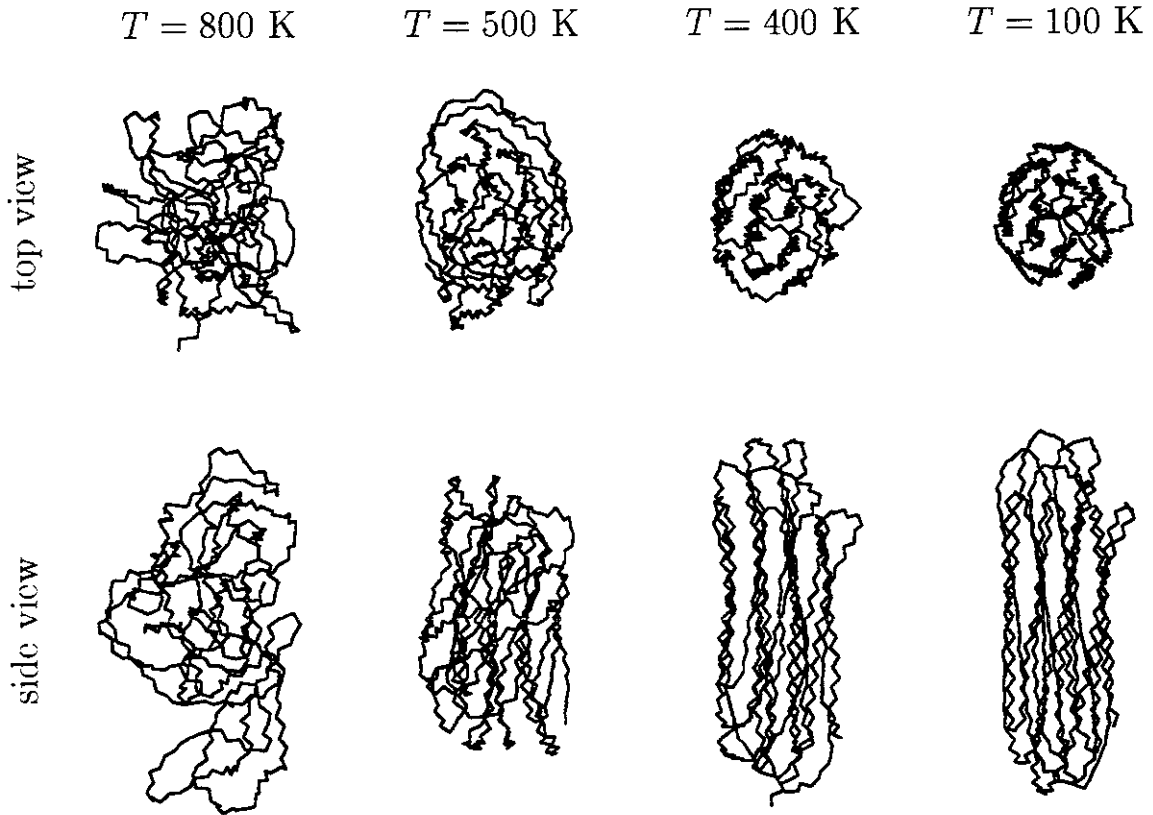 T = 800 K
T = 500 K
T = 400 K
T = 100 K
top view
side view